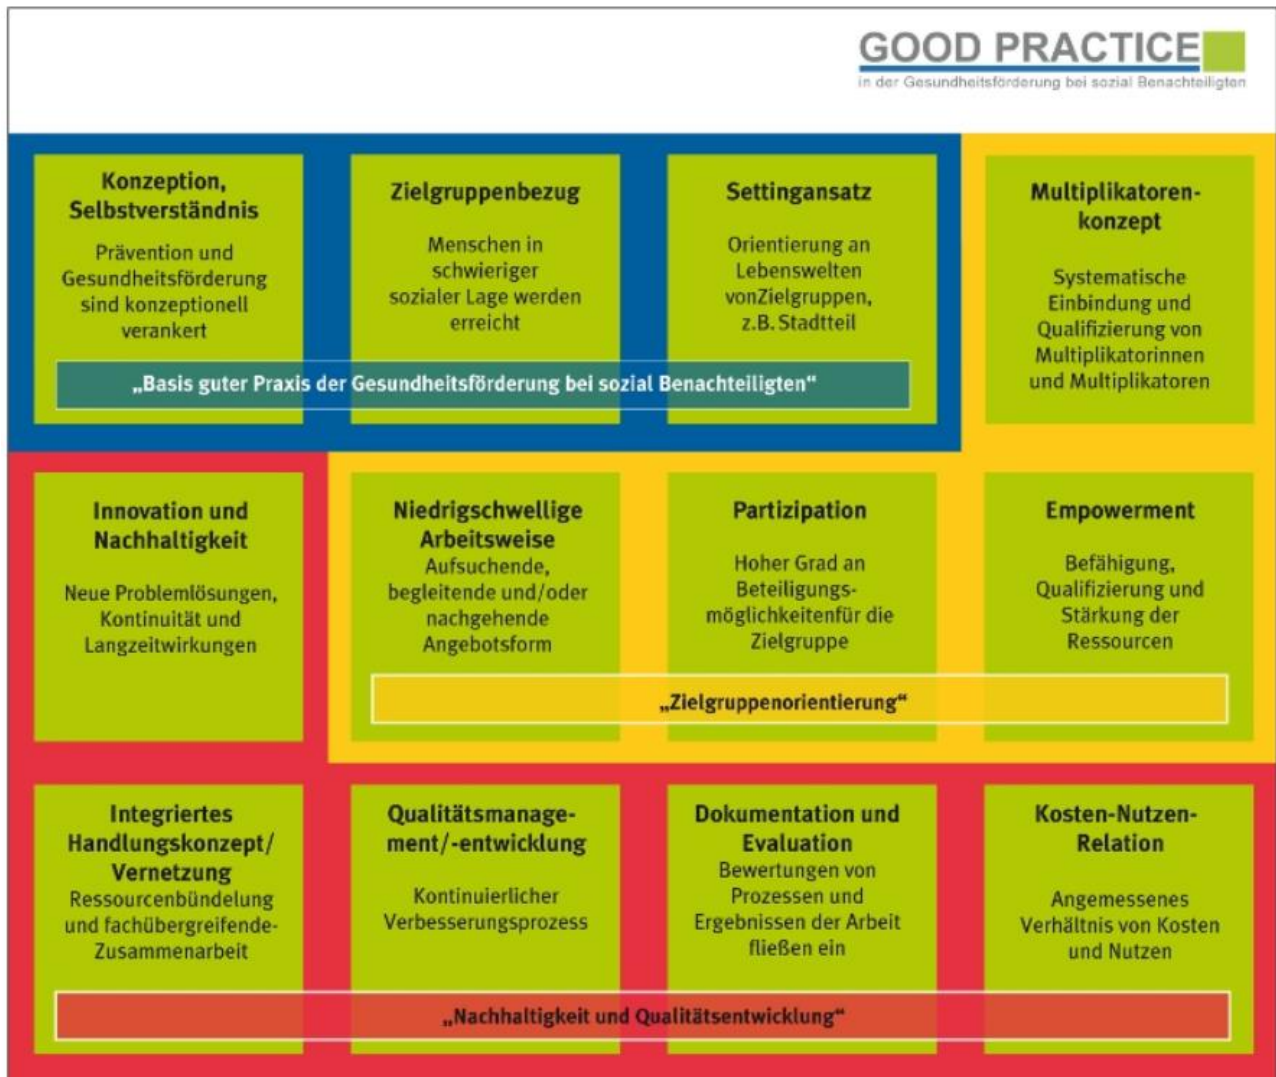 GOOD PRACTICE
in der Gesundheitsförderung bei sozial Benachteiligten
Konzeption,
Selbstverständnis
Prävention und
Gesundheitsförderung
sind konzeptionell
verankert
Zielgruppenbezug
Menschen in
schwieriger
sozialer Lage werden
erreicht
Settingansatz
Orientierung an
Lebenswelten
vonZielgruppen,
z.B. Stadtteil
„Basis guter Praxis der Gesundheitsförderung bei sozial Benachteiligten“
Multiplikatoren-
konzept
Systematische
Einbindung und
Qualifizierung von
Multiplikatorinnen
und Multiplikatoren
Innovation und
Nachhaltigkeit
Neue Problemlösungen,
Kontinuität und
Langzeitwirkungen
Niedrigschwellige
Arbeitsweise
Aufsuchende,
begleitende und/oder
nachgehende
Angebotsform
Partizipation
Hoher Grad an
Beteiligungs-
möglichkeitenfür die
Zielgruppe
Empowerment
Befähigung,
Qualifizierung und
Stärkung der
Ressourcen
„Zielgruppenorientierung“
Integriertes
Handlungskonzept/
Vernetzung
Ressourcenbündelung
und fachübergreifende-
Zusammenarbeit
Qualitätsmanage-
ment/-entwicklung
Kontinuierlicher
Verbesserungsprozess
Dokumentation und
Evaluation
Bewertungen von
Prozessen und
Ergebnissen der Arbeit
fließen ein
Kosten-Nutzen-
Relation
Angemessenes
Verhältnis von Kosten
und Nutzen
„Nachhaltigkeit und Qualitätsentwicklung“